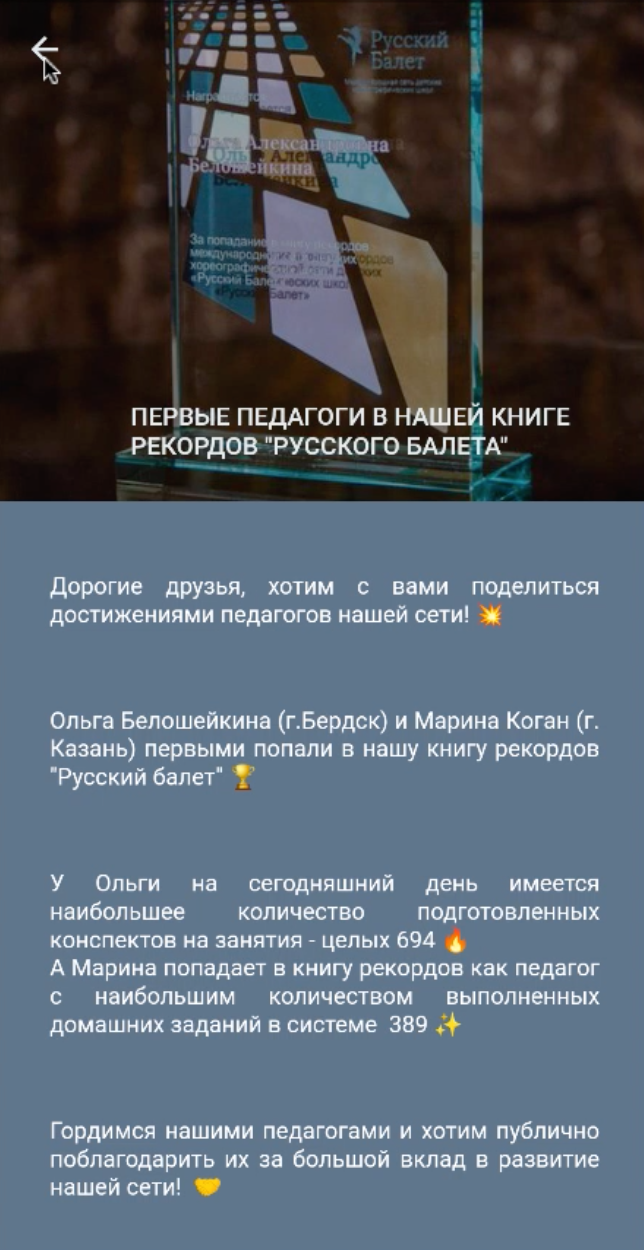 Русский
Балет
Ольга Александровна
Белошейкина
За попадание в книгу рекордов
международной
хореографической сети детских
«Русский Балет»
ПЕРВЫЕ ПЕДАГОГИ В НАШЕЙ КНИГЕ
РЕКОРДОВ "РУССКОГО БАЛЕТА"
Дорогие друзья, хотим с вами поделиться
достижениями педагогов нашей сети! 💥
Ольга Белошейкина (г.Бердск) и Марина Коган (г.
Казань) первыми попали в нашу книгу рекордов
"Русский балет" 🏆
У Ольги на сегодняшний день имеется
наибольшее количество подготовленных
конспектов на занятия - целых 694 🔥
А Марина попадает в книгу рекордов как педагог
с наибольшим количеством выполненных
домашних заданий в системе 389 ✨
Гордимся нашими педагогами и хотим публично
поблагодарить их за большой вклад в развитие
нашей сети! 🤝